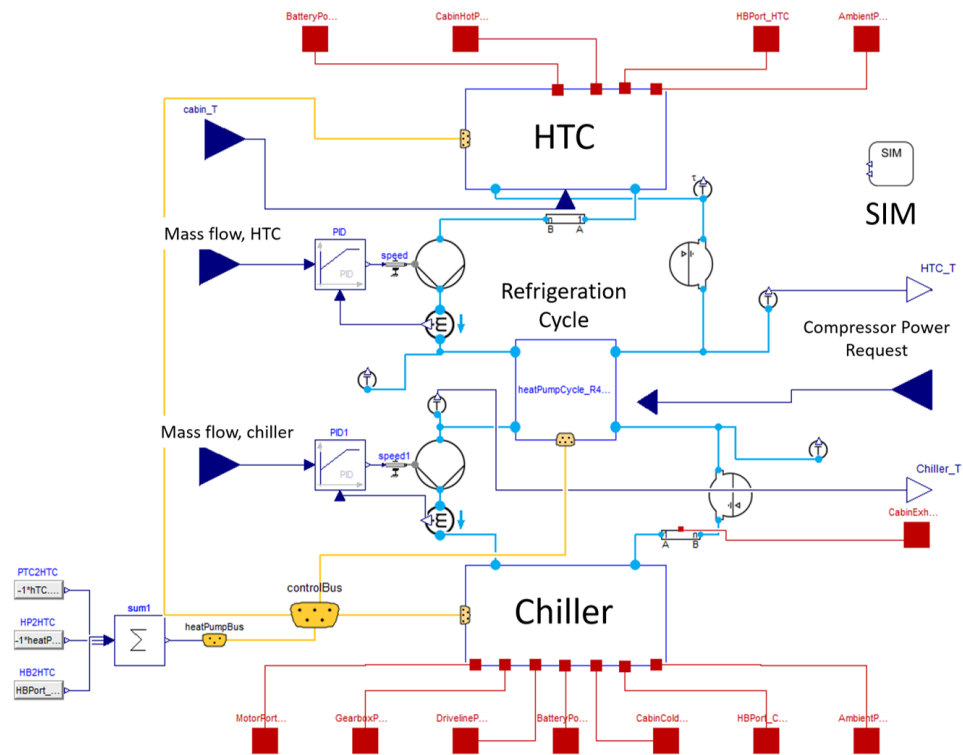 BatteryPo...
CabinHotP...
HBPort_HTC
AmbientP...
cabin_T
HTC
SIM
SIM
τ
B
A
Mass flow, HTC
PID
PID
speed
Refrigeration
Cycle
HTC_T
m
Compressor Power
Request
heatPumpCycle_R4...
Mass flow, chiller
PID1
PID
speed1
m
Chiller_T
CabinExh...
A
B
PTC2HTC
-1*hTC....
HP2HTC
-1*heatP...
HB2HTC
HBPort_...
sum1
Σ
heatPumpBus
controlBus
Chiller
MotorPort...
GearboxP...
DrivelineP...
BatteryPo...
CabinCold...
HBPort_C...
AmbientP...